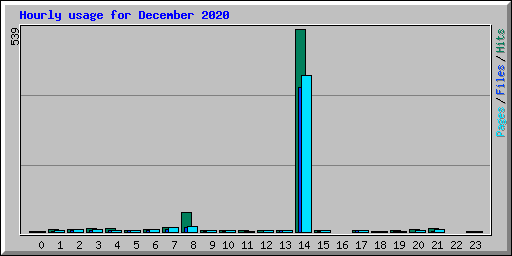 Hourly usage for December 2020
539
Pages/Files/Hits
0 1 2 3 4 5 6 7 8 9 10 11 12 13 14 15 16 17 18 19 20 21 22 23